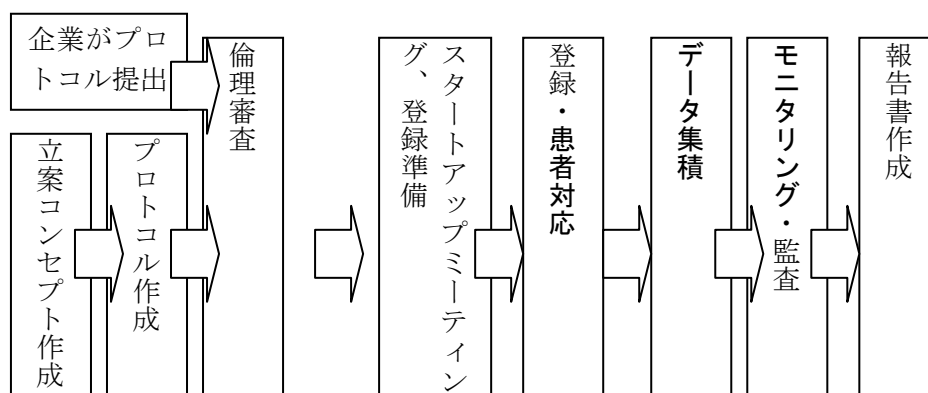 企業がプロ
トコル提出
立案コンセプト作成
プロトコル作成
倫理審査
スタートアップミーティン
グ、登録準備
登録・患者対応
データ集積
モニタリング・監査
報告書作成